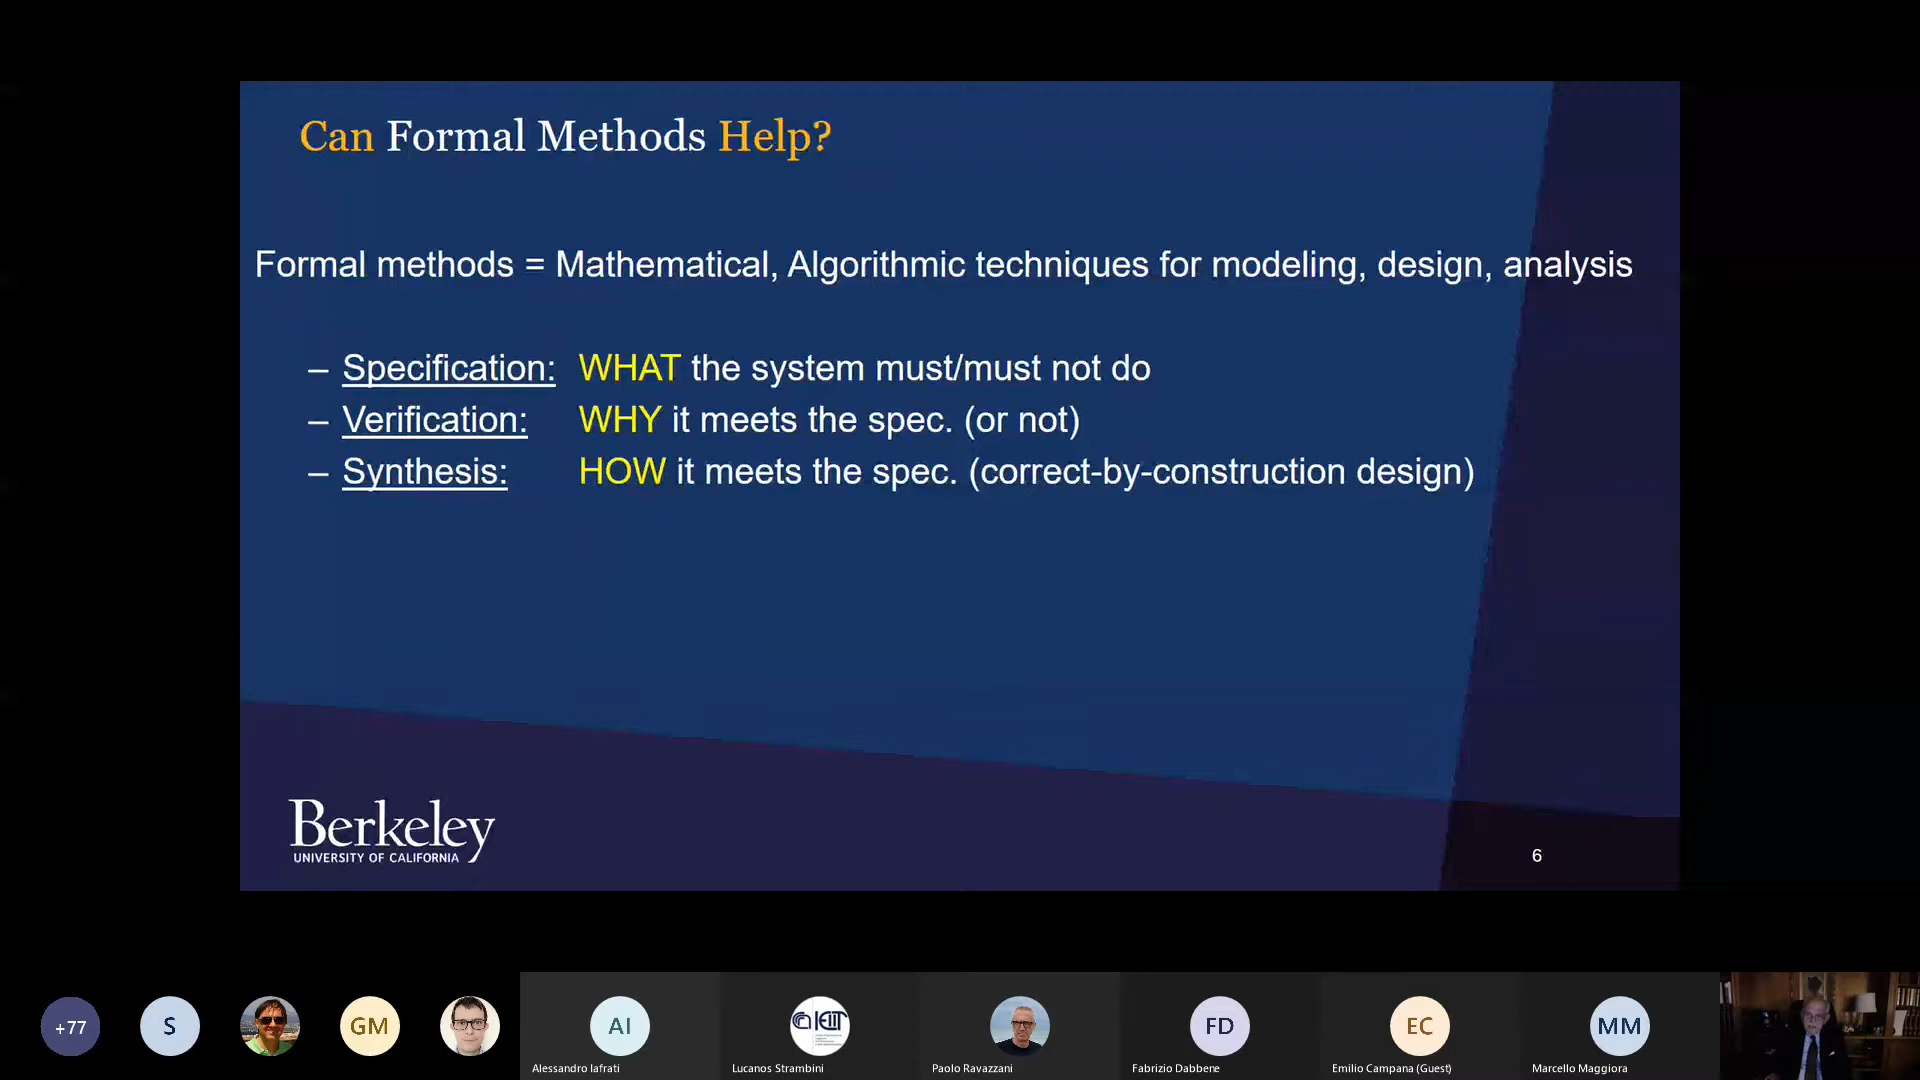 Can Formal Methods Help?
Formal methods = Mathematical, Algorithmic techniques for modeling, design, analysis
– Specification: WHAT the system must/must not do
– Verification: WHY it meets the spec. (or not)
– Synthesis: HOW it meets the spec. (correct-by-construction design)
Berkeley
UNIVERSITY OF CALIFORNIA
6
+77
S
GM
AI
FD
EC
MM
Alessandro Iafrati
Lucanos Strambini
Paolo Ravazzani
Fabrizio Dabbene
Emilio Campana (Guest)
Marcello Maggiora